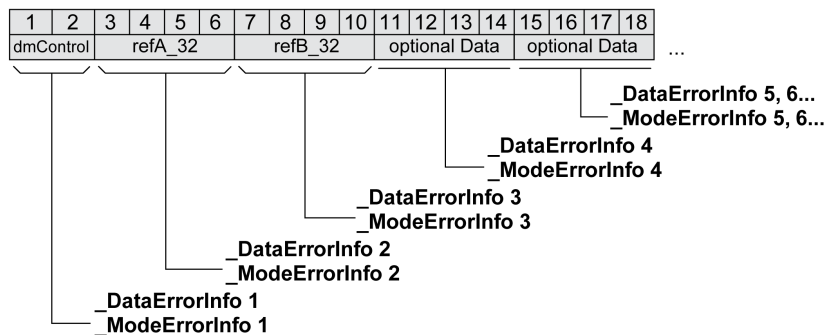 1 2 3 4 5 6 7 8 9 10 11 12 13 14 15 16 17 18
dmControl refA_32 refB_32 optional Data optional Data ...
_DataErrorInfo 5, 6...
_ModeErrorInfo 5, 6...
_DataErrorInfo 4
_ModeErrorInfo 4
_DataErrorInfo 3
_ModeErrorInfo 3
_DataErrorInfo 2
_ModeErrorInfo 2
_DataErrorInfo 1
_ModeErrorInfo 1